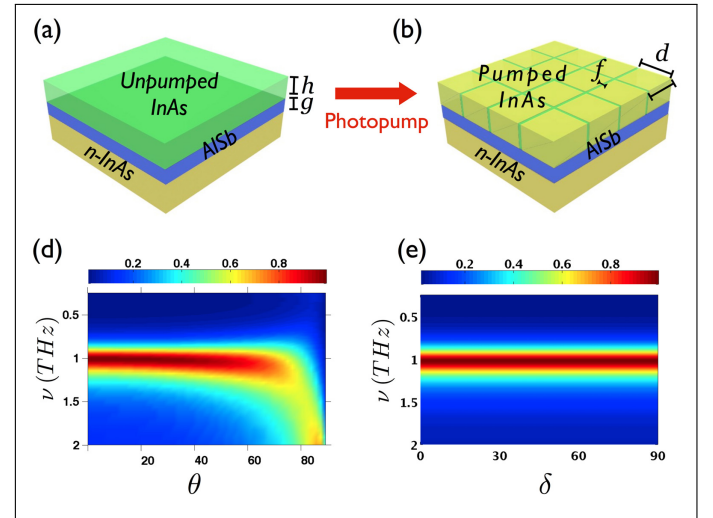 (a)
Unpumped
InAs
h
g
AlSb
n-InAs
Photopump
(b)
Pumped
InAs
f
d
AlSb
n-InAs
(d)
0.2 0.4 0.6 0.8
ν (THz)
0.5
1
1.5
2
20 40 60 80
θ
(e)
0.2 0.4 0.6 0.8
ν (THz)
0.5
1
1.5
2
0 30 60 90
δ